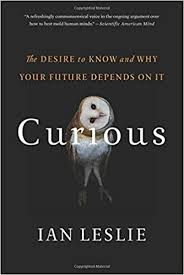 "A refreshingly commonsensical voice in the ongoing argument over
how to best mold human minds." —Scientific American Mind
The DESIRE to KNOW and WHY
YOUR FUTURE DEPENDS ON IT
Curious
IAN LESLIE